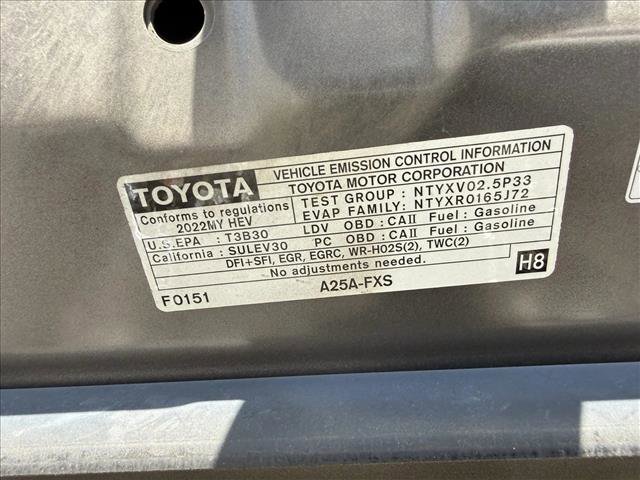 TOYOTA
VEHICLE EMISSION CONTROL INFORMATION
TOYOTA MOTOR CORPORATION
Conforms to regulations
2022MY HEV
TEST GROUP : NTYXV02.5P33
EVAP FAMILY: NTYXR0165J72
U.S.EPA : T3B30 LDV OBD : CAII Fuel : Gasoline
California : SULEV30 PC OBD : CAII Fuel : Gasoline
DFI+SFI, EGR, EGRC, WR-HO2S(2), TWC(2)
No adjustments needed.
F0151 A25A-FXS H8